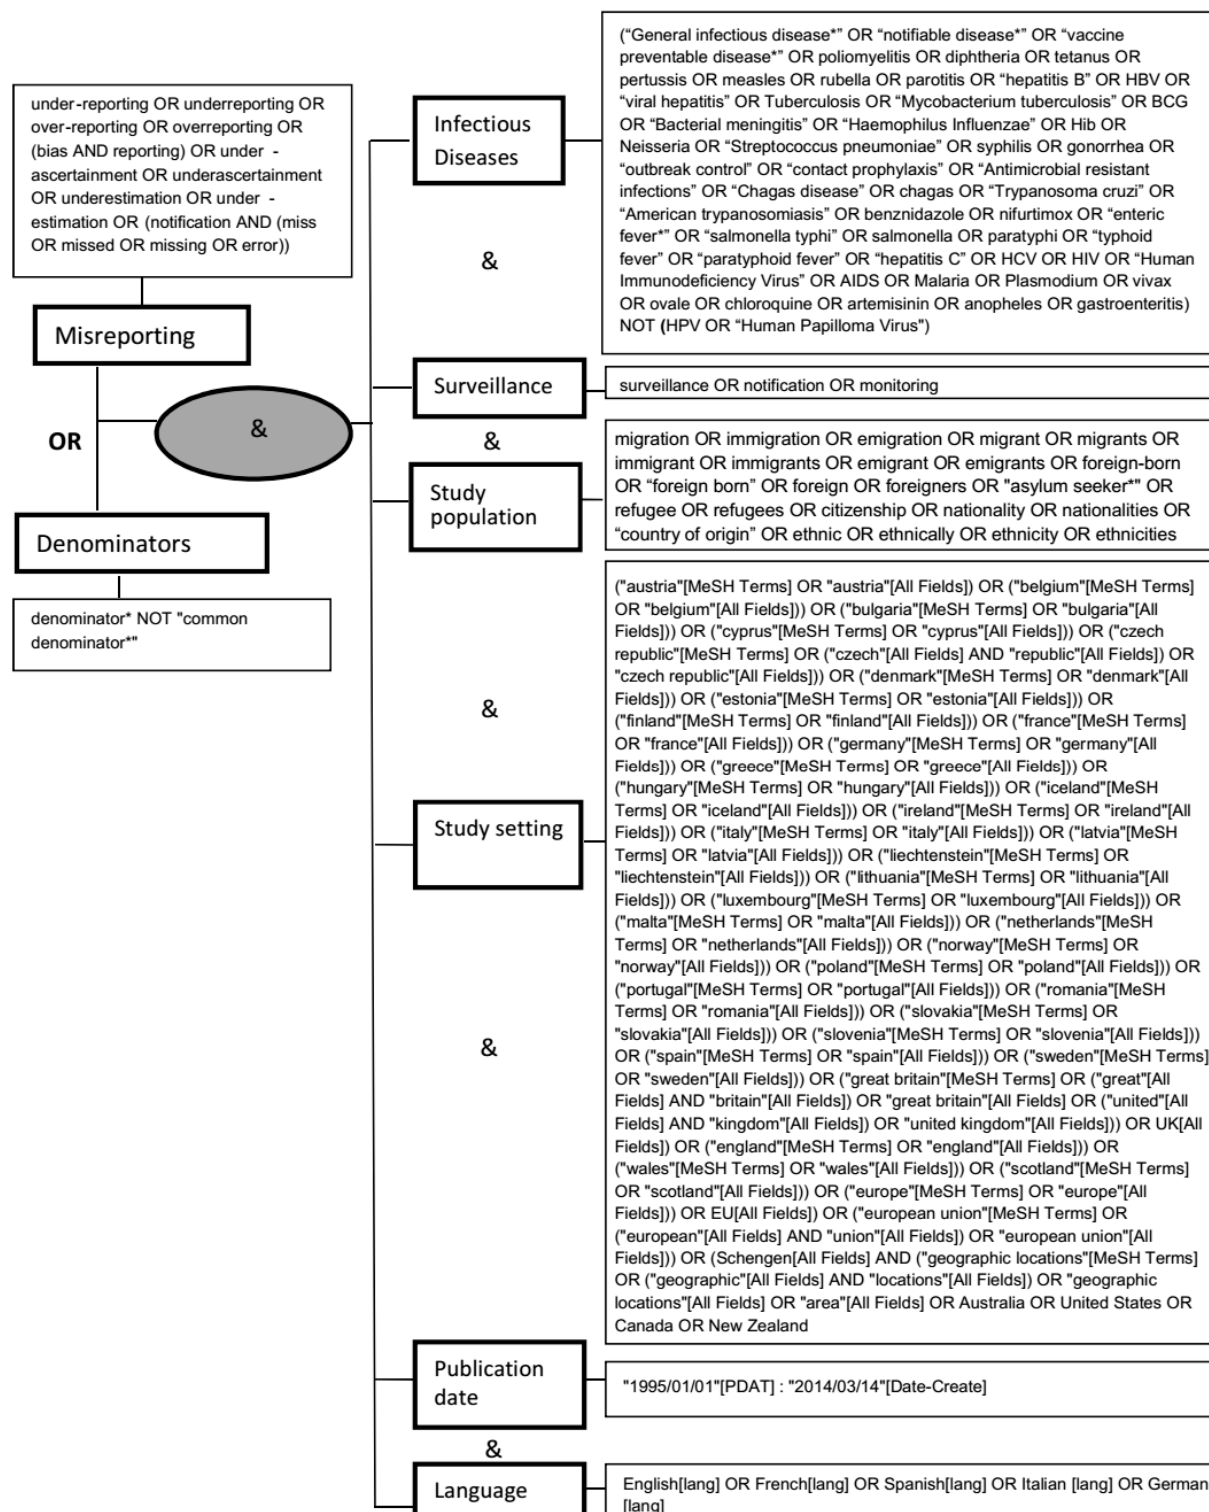 under-reporting OR underreporting OR
over-reporting OR overreporting OR
(bias AND reporting) OR under -
ascertainment OR underascertainment
OR underestimation OR under -
estimation OR (notification AND (miss
OR missed OR missing OR error))
Misreporting
OR
&
Denominators
denominator* NOT "common
denominator*"
Infectious
Diseases
(“General infectious disease*” OR “notifiable disease*” OR “vaccine
preventable disease*” OR poliomyelitis OR diphtheria OR tetanus OR
pertussis OR measles OR rubella OR parotitis OR “hepatitis B” OR HBV OR
“viral hepatitis” OR Tuberculosis OR “Mycobacterium tuberculosis” OR BCG
OR “Bacterial meningitis” OR “Haemophilus Influenzae” OR Hib OR
Neisseria OR “Streptococcus pneumoniae” OR syphilis OR gonorrhea OR
“outbreak control” OR “contact prophylaxis” OR “Antimicrobial resistant
infections” OR “Chagas disease” OR chagas OR “Trypanosoma cruzi” OR
“American trypanosomiasis” OR benznidazole OR nifurtimox OR “enteric
fever*” OR “salmonella typhi” OR salmonella OR paratyphi OR “typhoid
fever” OR “paratyphoid fever” OR “hepatitis C” OR HCV OR HIV OR “Human
Immunodeficiency Virus” OR AIDS OR Malaria OR Plasmodium OR vivax
OR ovale OR chloroquine OR artemisinin OR anopheles OR gastroenteritis)
NOT (HPV OR “Human Papilloma Virus")
&
Surveillance
surveillance OR notification OR monitoring
&
Study
population
migration OR immigration OR emigration OR migrant OR migrants OR
immigrant OR immigrants OR emigrant OR emigrants OR foreign-born
OR “foreign born” OR foreign OR foreigners OR "asylum seeker*" OR
refugee OR refugees OR citizenship OR nationality OR nationalities OR
“country of origin” OR ethnic OR ethnically OR ethnicity OR ethnicities
&
Study setting
("austria"[MeSH Terms] OR "austria"[All Fields]) OR ("belgium"[MeSH Terms]
OR "belgium"[All Fields])) OR ("bulgaria"[MeSH Terms] OR "bulgaria"[All
Fields])) OR ("cyprus"[MeSH Terms] OR "cyprus"[All Fields])) OR ("czech
republic"[MeSH Terms] OR ("czech"[All Fields] AND "republic"[All Fields]) OR
"czech republic"[All Fields])) OR ("denmark"[MeSH Terms] OR "denmark"[All
Fields])) OR ("estonia"[MeSH Terms] OR "estonia"[All Fields])) OR
("finland"[MeSH Terms] OR "finland"[All Fields])) OR ("france"[MeSH Terms]
OR "france"[All Fields])) OR ("germany"[MeSH Terms] OR "germany"[All
Fields])) OR ("greece"[MeSH Terms] OR "greece"[All Fields])) OR
("hungary"[MeSH Terms] OR "hungary"[All Fields])) OR ("iceland"[MeSH
Terms] OR "iceland"[All Fields])) OR ("ireland"[MeSH Terms] OR "ireland"[All
Fields])) OR ("italy"[MeSH Terms] OR "italy"[All Fields])) OR ("latvia"[MeSH
Terms] OR "latvia"[All Fields])) OR ("liechtenstein"[MeSH Terms] OR
"liechtenstein"[All Fields])) OR ("lithuania"[MeSH Terms] OR "lithuania"[All
Fields])) OR ("luxembourg"[MeSH Terms] OR "luxembourg"[All Fields])) OR
("malta"[MeSH Terms] OR "malta"[All Fields])) OR ("netherlands"[MeSH
Terms] OR "netherlands"[All Fields])) OR ("norway"[MeSH Terms] OR
"norway"[All Fields])) OR ("poland"[MeSH Terms] OR "poland"[All Fields])) OR
("portugal"[MeSH Terms] OR "portugal"[All Fields])) OR ("romania"[MeSH
Terms] OR "romania"[All Fields])) OR ("slovakia"[MeSH Terms] OR
"slovakia"[All Fields])) OR ("slovenia"[MeSH Terms] OR "slovenia"[All Fields]))
OR ("spain"[MeSH Terms] OR "spain"[All Fields])) OR ("sweden"[MeSH Terms]
OR "sweden"[All Fields])) OR ("great britain"[MeSH Terms] OR ("great"[All
Fields] AND "britain"[All Fields]) OR "great britain"[All Fields] OR ("united"[All
Fields] AND "kingdom"[All Fields]) OR "united kingdom"[All Fields])) OR UK[All
Fields]) OR ("england"[MeSH Terms] OR "england"[All Fields])) OR
("wales"[MeSH Terms] OR "wales"[All Fields])) OR ("scotland"[MeSH Terms]
OR "scotland"[All Fields])) OR ("europe"[MeSH Terms] OR "europe"[All
Fields])) OR EU[All Fields]) OR ("european union"[MeSH Terms] OR
("european"[All Fields] AND "union"[All Fields]) OR "european union"[All
Fields])) OR (Schengen[All Fields] AND ("geographic locations"[MeSH Terms]
OR ("geographic"[All Fields] AND "locations"[All Fields]) OR "geographic
locations"[All Fields] OR "area"[All Fields] OR Australia OR United States OR
Canada OR New Zealand
&
Publication
date
"1995/01/01"[PDAT] : "2014/03/14"[Date-Create]
&
Language
English[lang] OR French[lang] OR Spanish[lang] OR Italian [lang] OR German
[lang]